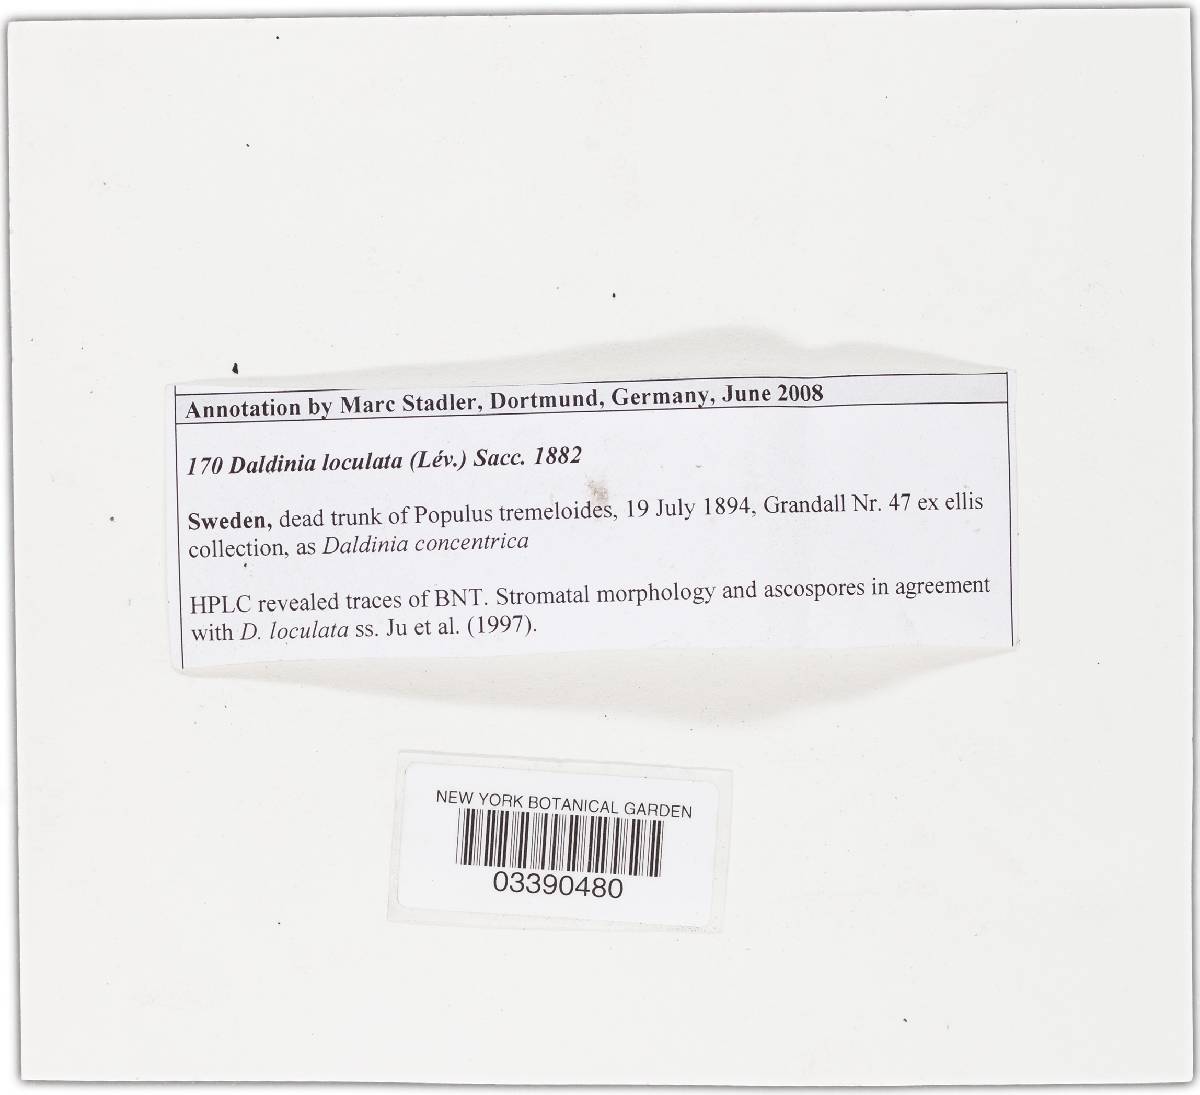 Annotation by Marc Stadler, Dortmund, Germany, June 2008
170 Daldinia loculata (Lév.) Sacc. 1882
Sweden, dead trunk of Populus tremeloides, 19 July 1894, Grandall Nr. 47 ex ellis
collection, as Daldinia concentrica
HPLC revealed traces of BNT. Stromatal morphology and ascospores in agreement
with D. loculata ss. Ju et al. (1997).
NEW YORK BOTANICAL GARDEN
03390480